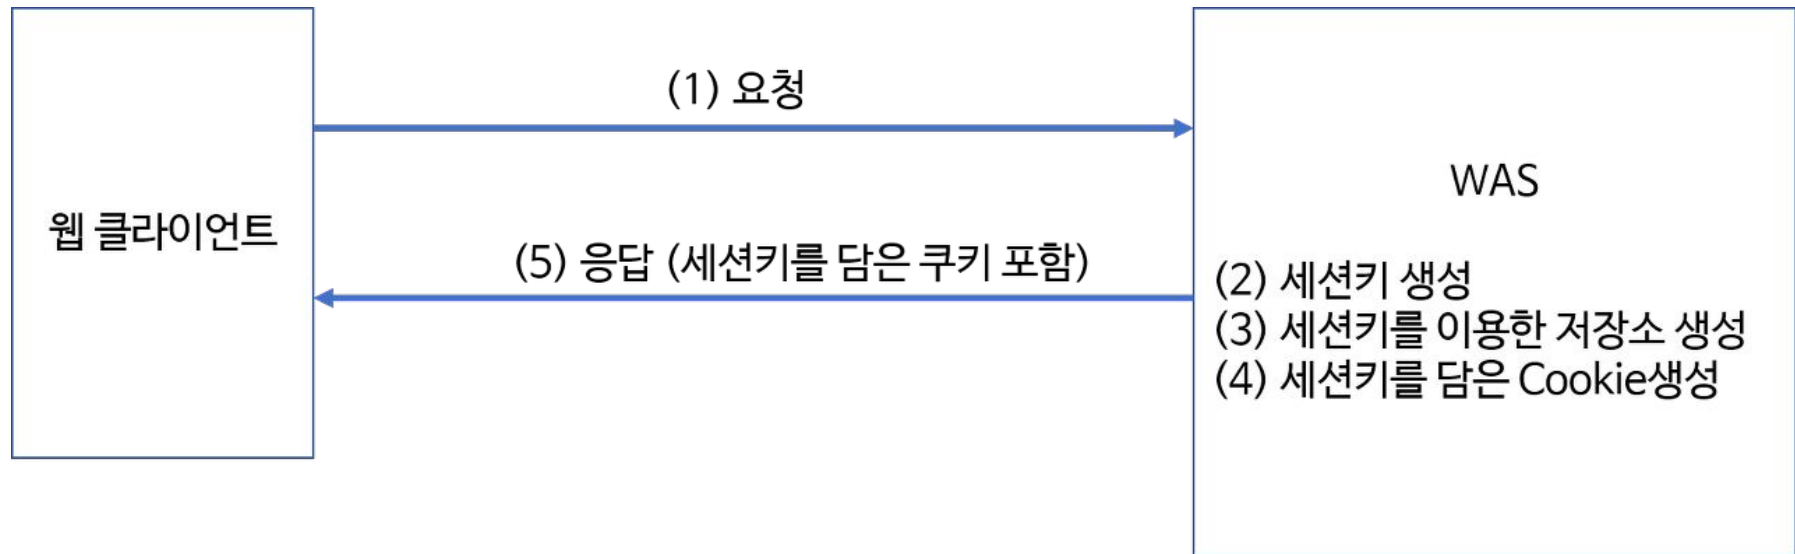 (1) 요청
웹 클라이언트
(5) 응답 (세션키를 담은 쿠키 포함)
WAS
(2) 세션키 생성
(3) 세션키를 이용한 저장소 생성
(4) 세션키를 담은 Cookie생성